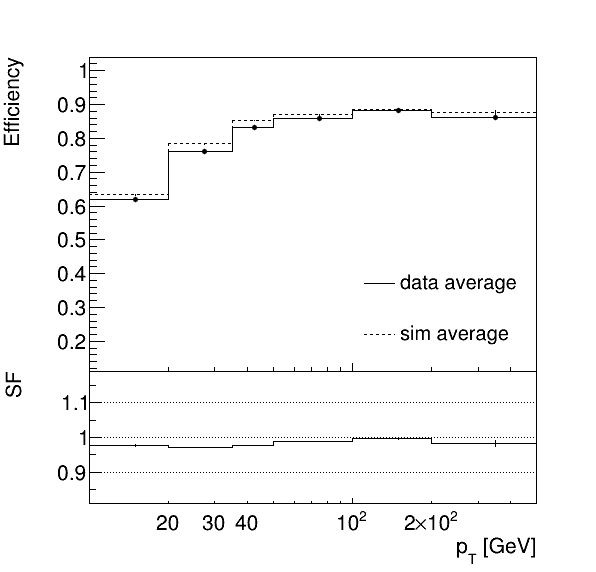 Efficiency
1
0.9
0.8
0.7
0.6
0.5
0.4
0.3
0.2
data average
sim average
SF
1.1
1
0.9
20 30 40 10² 2×10²
p_T [GeV]